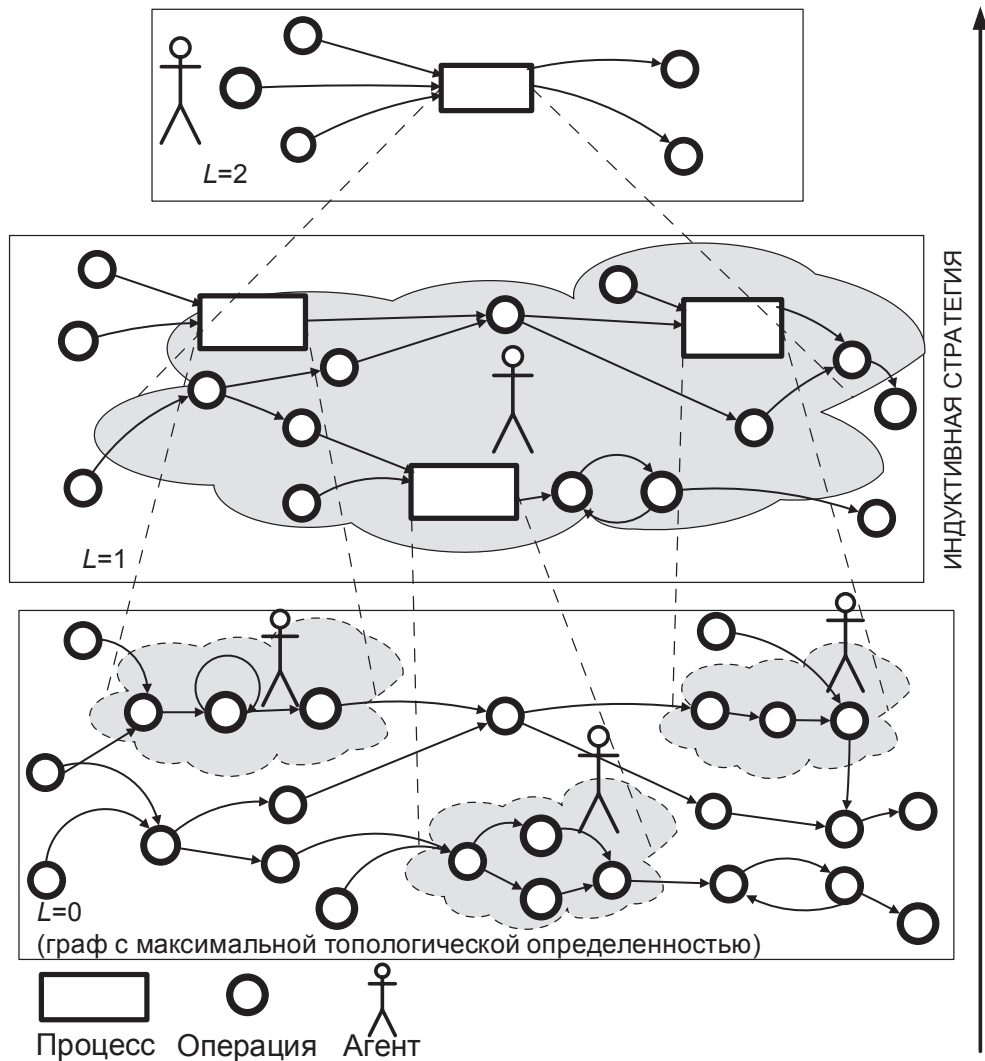 L=2
ИНДУКТИВНАЯ СТРАТЕГИЯ
L=1
L=0
(граф с максимальной топологической определенностью)
Процесс Операция Агент